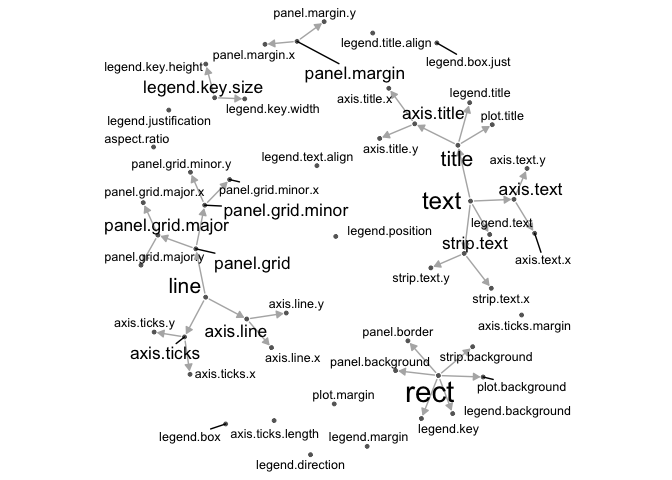 panel.margin.y
legend.title.align
panel.margin.x
legend.box.just
legend.key.height
panel.margin
legend.key.size
legend.title
axis.title.x
legend.key.width
axis.title
plot.title
legend.justification
aspect.ratio
axis.title.y
title
legend.text.align
axis.text.y
panel.grid.minor.y
panel.grid.minor.x
axis.text
panel.grid.major.x
text
panel.grid.minor
legend.text
panel.grid.major
legend.position
strip.text
panel.grid.major.y
panel.grid
axis.text.x
strip.text.y
line
strip.text.x
axis.line.y
axis.ticks.y
axis.line
axis.ticks.margin
panel.border
axis.ticks
axis.line.x
strip.background
panel.background
axis.ticks.x
plot.background
rect
plot.margin
legend.background
legend.key
legend.box
axis.ticks.length
legend.margin
legend.direction